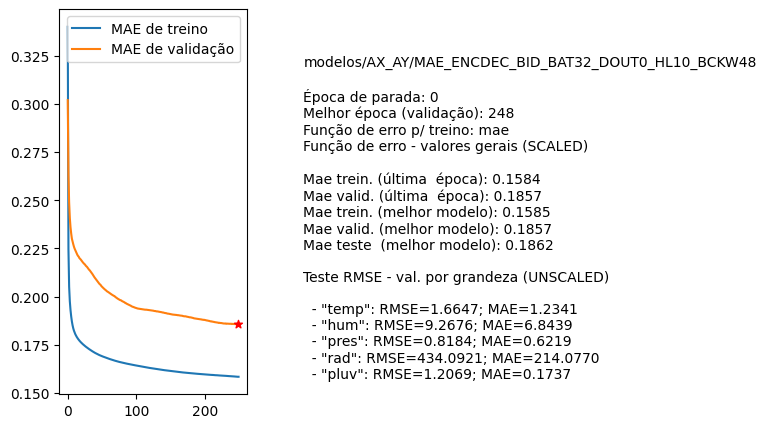 MAE de treino
MAE de validação
0.325
0.300
0.275
0.250
0.225
0.200
0.175
0.150
0
100
200
modelos/AX_AY/MAE_ENCDEC_BID_BAT32_DOUT0_HL10_BCKW48
Época de parada: 0
Melhor época (validação): 248
Função de erro p/ treino: mae
Função de erro - valores gerais (SCALED)
Mae trein. (última  época): 0.1584
Mae valid. (última  época): 0.1857
Mae trein. (melhor modelo): 0.1585
Mae valid. (melhor modelo): 0.1857
Mae teste  (melhor modelo): 0.1862
Teste RMSE - val. por grandeza (UNSCALED)
- "temp": RMSE=1.6647; MAE=1.2341
- "hum": RMSE=9.2676; MAE=6.8439
- "pres": RMSE=0.8184; MAE=0.6219
- "rad": RMSE=434.0921; MAE=214.0770
- "pluv": RMSE=1.2069; MAE=0.1737